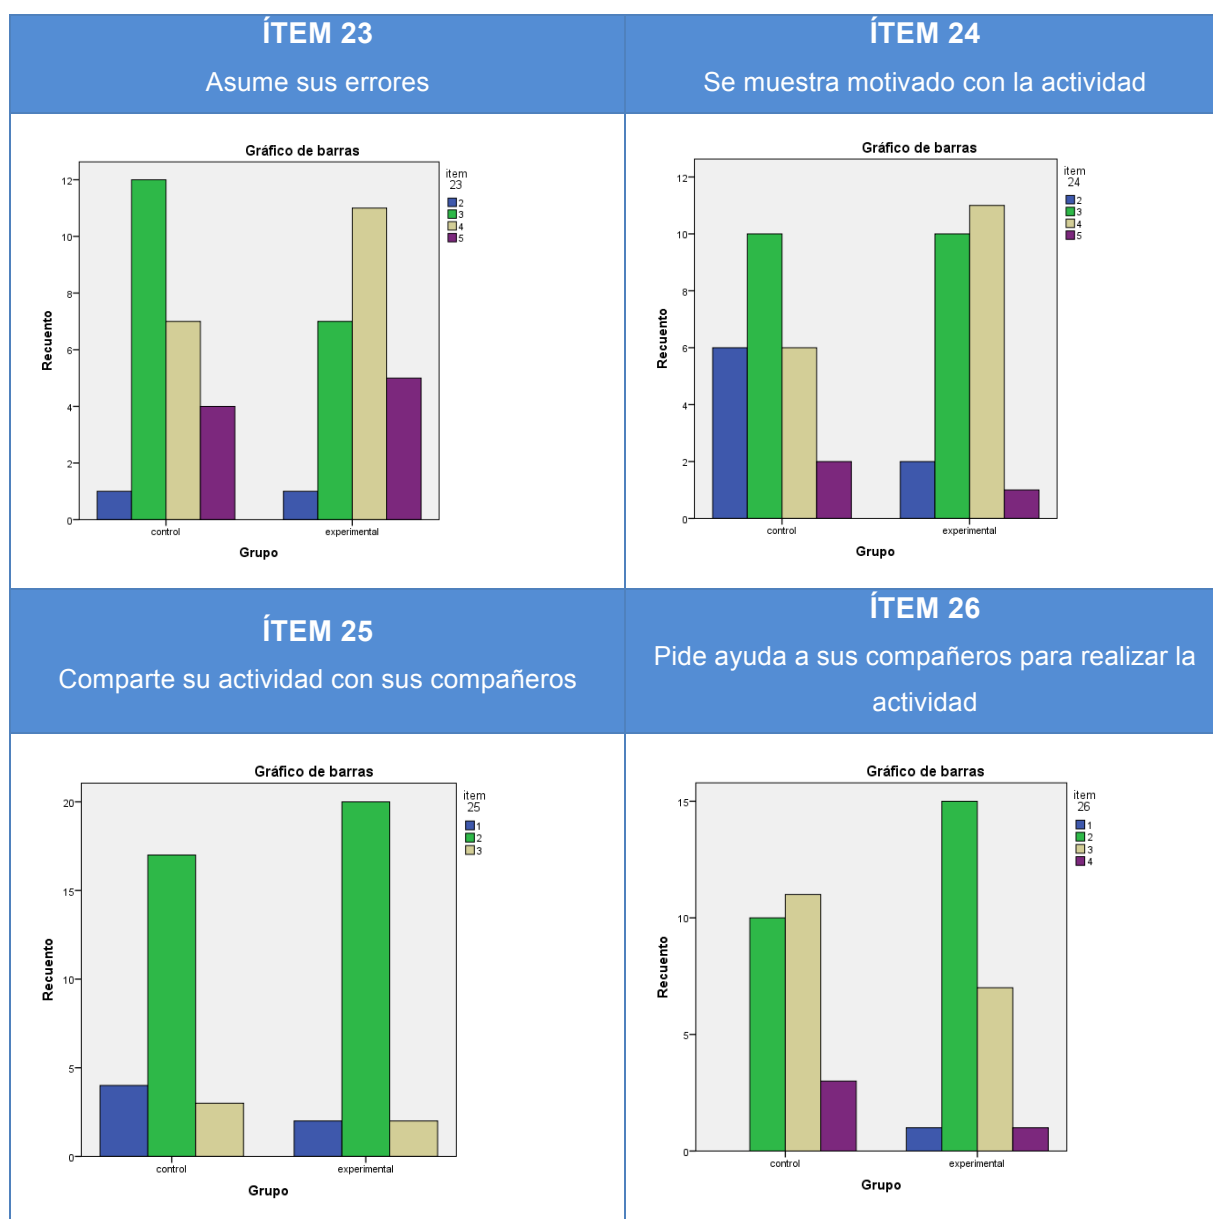 ÍTEM 23
Asume sus errores
ÍTEM 24
Se muestra motivado con la actividad
Gráfico de barras
item
23
2
3
4
5
12
10
8
6
4
2
0
Recuento
control
experimental
Grupo
Gráfico de barras
item
24
2
3
4
5
12
10
8
6
4
2
0
Recuento
control
experimental
Grupo
ÍTEM 25
Comparte su actividad con sus compañeros
ÍTEM 26
Pide ayuda a sus compañeros para realizar la
actividad
Gráfico de barras
item
25
1
2
3
20
15
10
5
0
Recuento
control
experimental
Grupo
Gráfico de barras
item
26
1
2
3
4
15
10
5
0
Recuento
control
experimental
Grupo